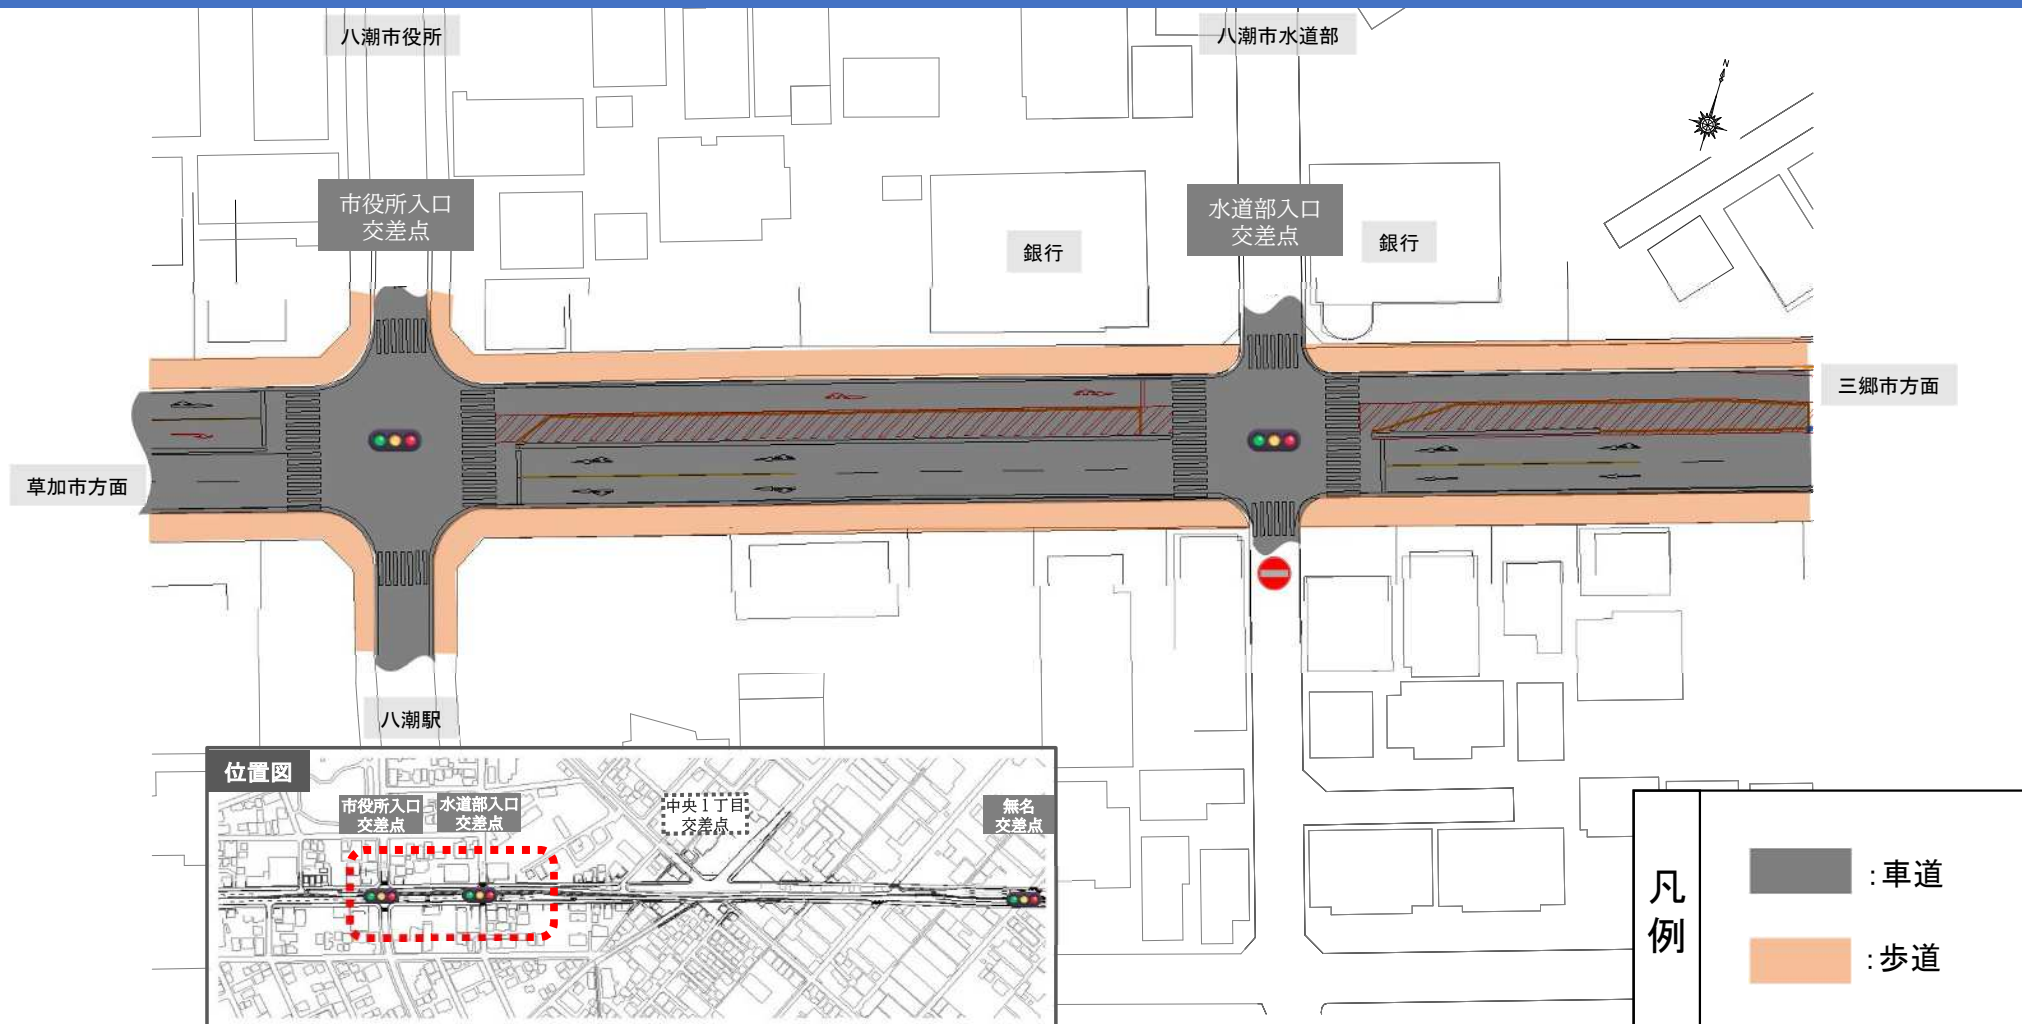 八潮市役所
八潮市水道部
N
市役所入口
交差点
水道部入口
交差点
銀行
銀行
三郷市方面
草加市方面
八潮駅
位置図
市役所入口
交差点
水道部入口
交差点
中央1丁目
交差点
無名
交差点
凡例
:車道
:歩道